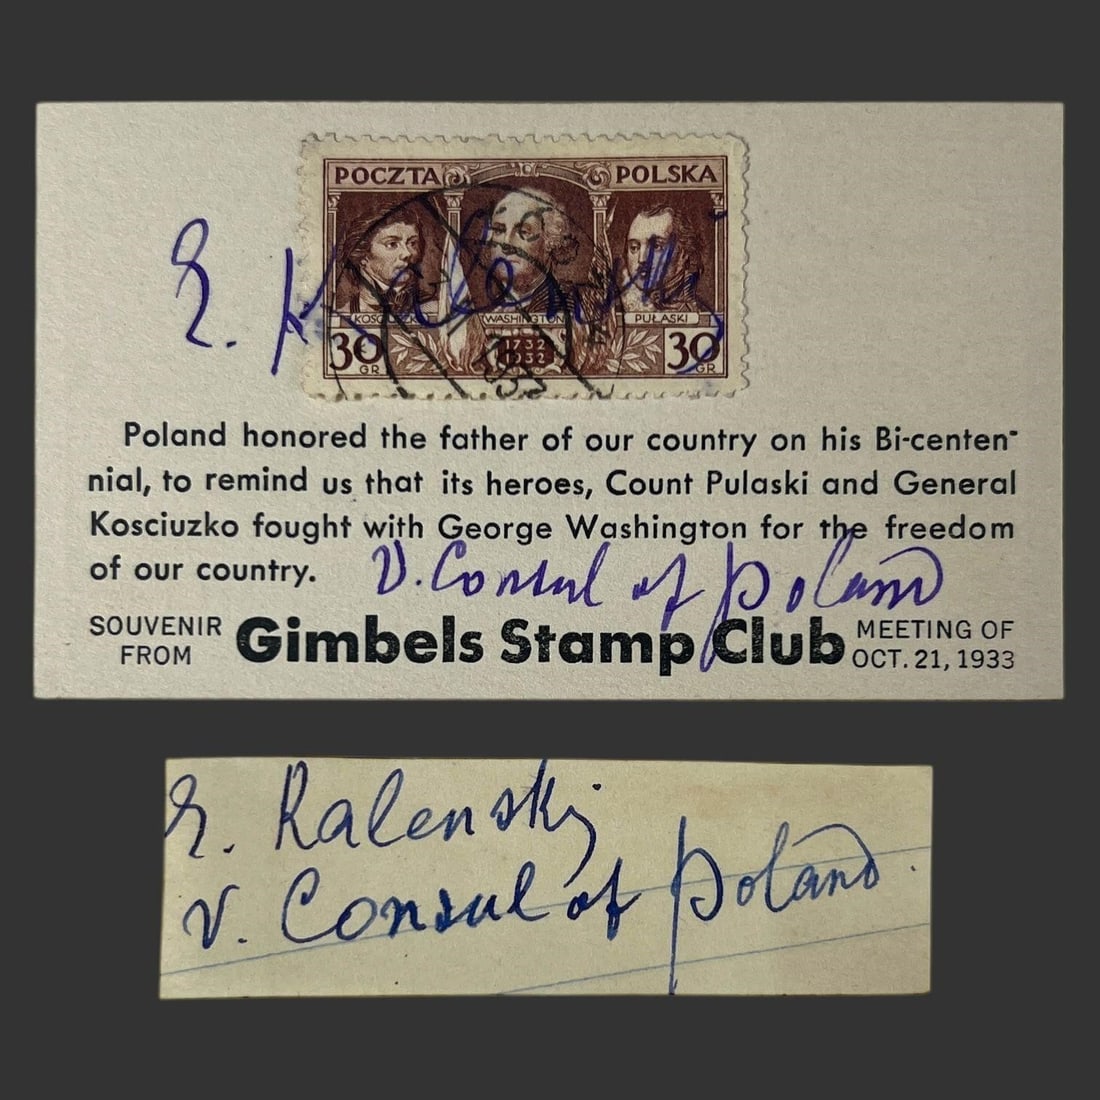 POCZTA POLSKA
E. Kalenski
KOSCIUSZKO WASHINGTON PUŁASKI
30 GR. 1732 1932 30 GR.
Poland honored the father of our country on his Bi-centen-
nial, to remind us that its heroes, Count Pulaski and General
Kosciuzko fought with George Washington for the freedom
of our country. V. Consul of Poland
SOUVENIR FROM Gimbels Stamp Club MEETING OF OCT. 21, 1933
E. Kalenski
V. Consul of Poland.